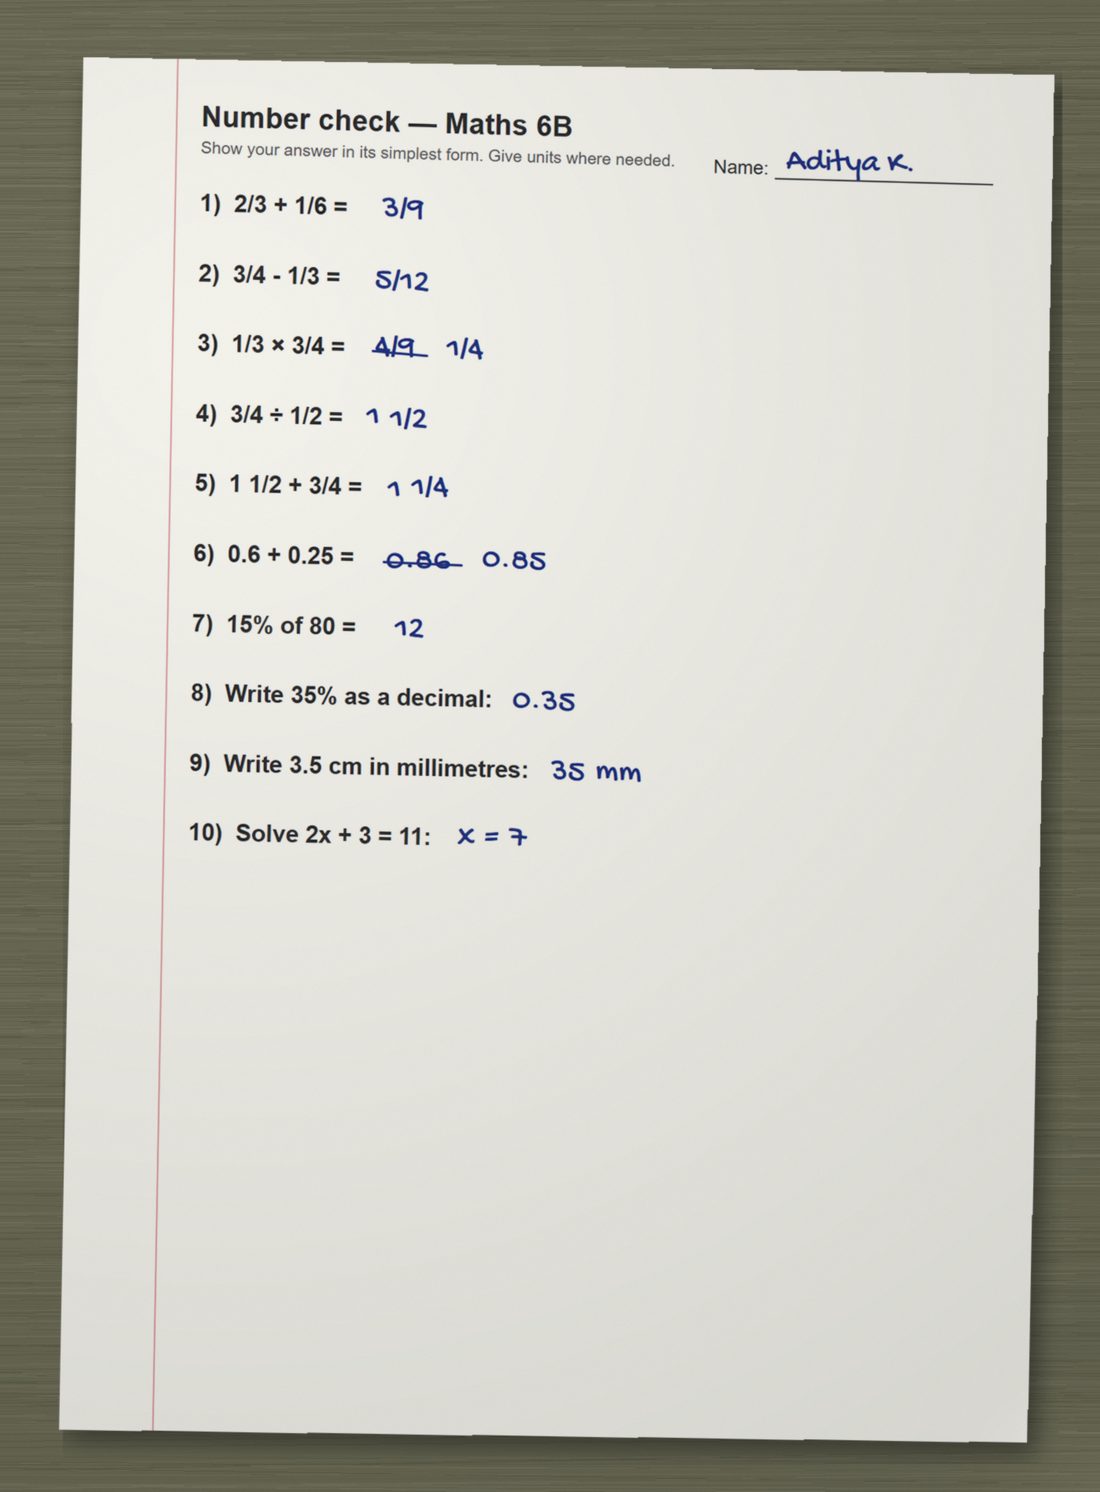 Number check — Maths 6B
Show your answer in its simplest form. Give units where needed.
Name: Aditya K.
1) 2/3 + 1/6 = 3/9
2) 3/4 - 1/3 = 5/12
3) 1/3 × 3/4 = 4/9 1/4
4) 3/4 ÷ 1/2 = 1 1/2
5) 1 1/2 + 3/4 = 1 1/4
6) 0.6 + 0.25 = 0.86 0.85
7) 15% of 80 = 12
8) Write 35% as a decimal: 0.35
9) Write 3.5 cm in millimetres: 35 mm
10) Solve 2x + 3 = 11: x = 7